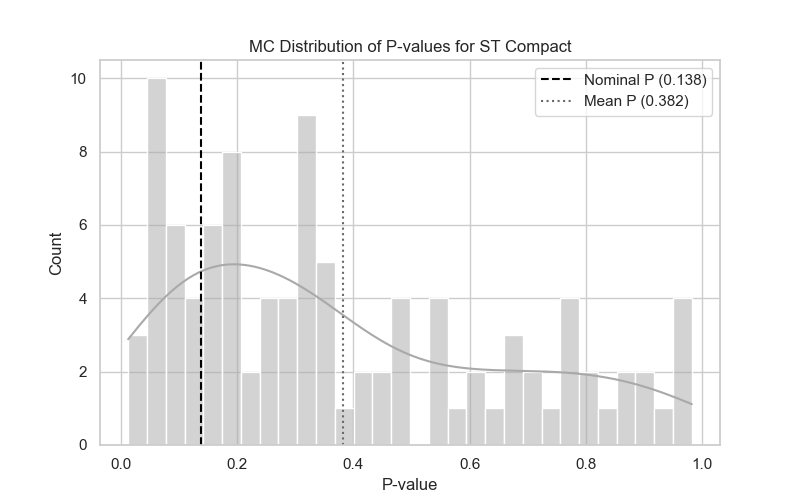 MC Distribution of P-values for ST Compact
Nominal P (0.138)
Mean P (0.382)
10
8
6
4
2
0
Count
0.0 0.2 0.4 0.6 0.8 1.0
P-value